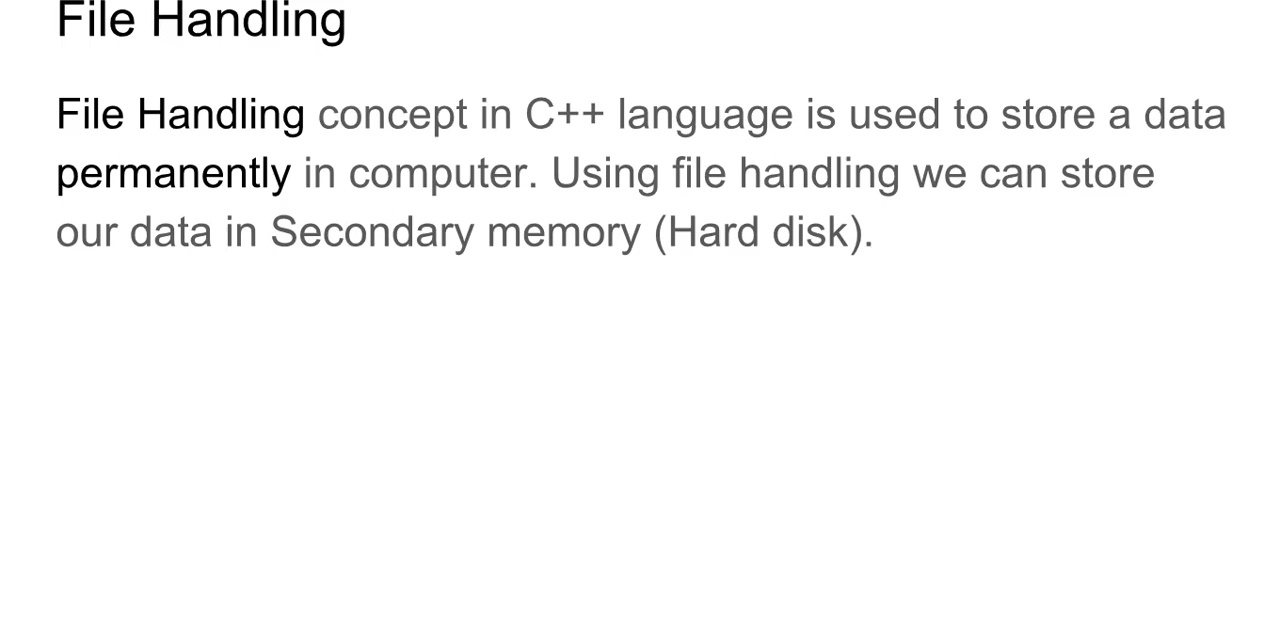 File Handling
File Handling concept in C++ language is used to store a data
permanently in computer. Using file handling we can store
our data in Secondary memory (Hard disk).